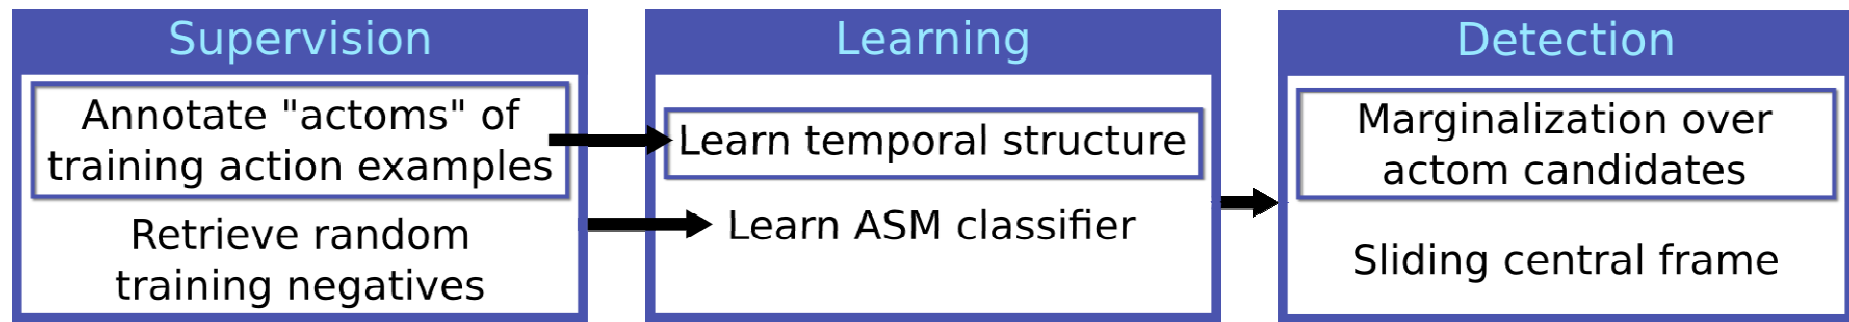 Supervision
Annotate "actoms" of
training action examples
Retrieve random
training negatives
Learning
Learn temporal structure
Learn ASM classifier
Detection
Marginalization over
actom candidates
Sliding central frame